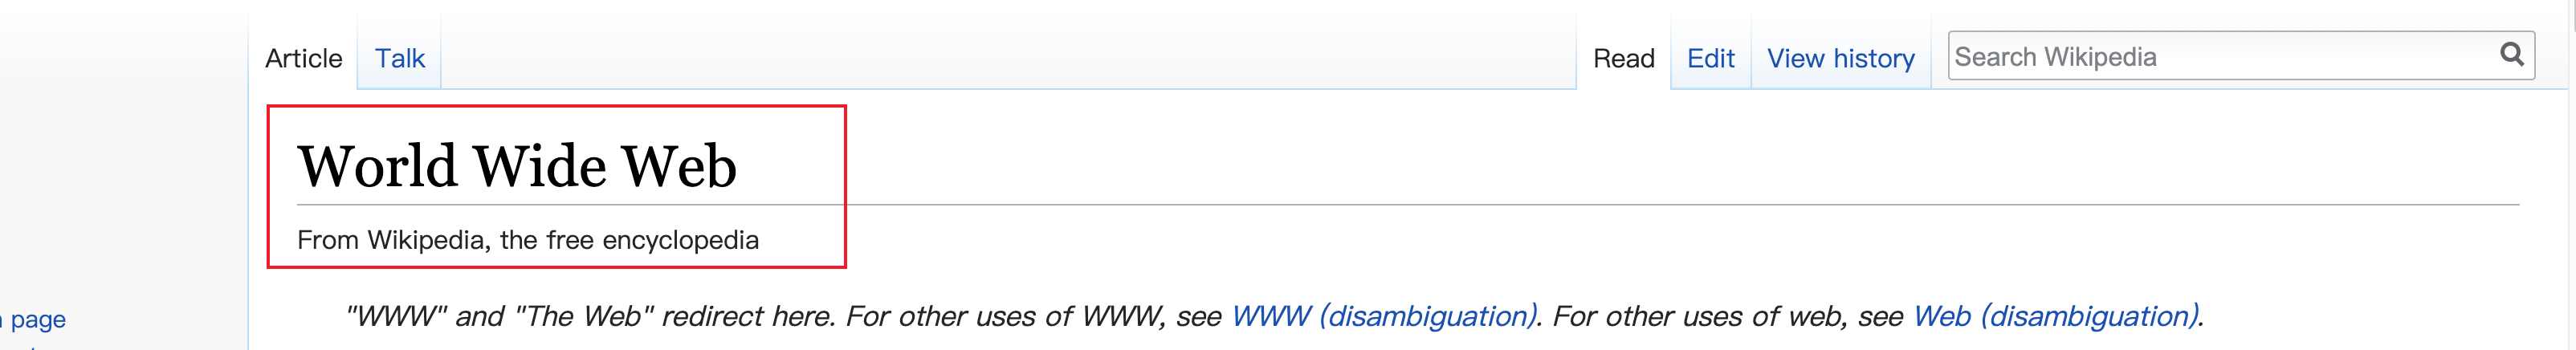 Article Talk Read Edit View history Search Wikipedia
World Wide Web
From Wikipedia, the free encyclopedia
"WWW" and "The Web" redirect here. For other uses of WWW, see WWW (disambiguation). For other uses of web, see Web (disambiguation).
page